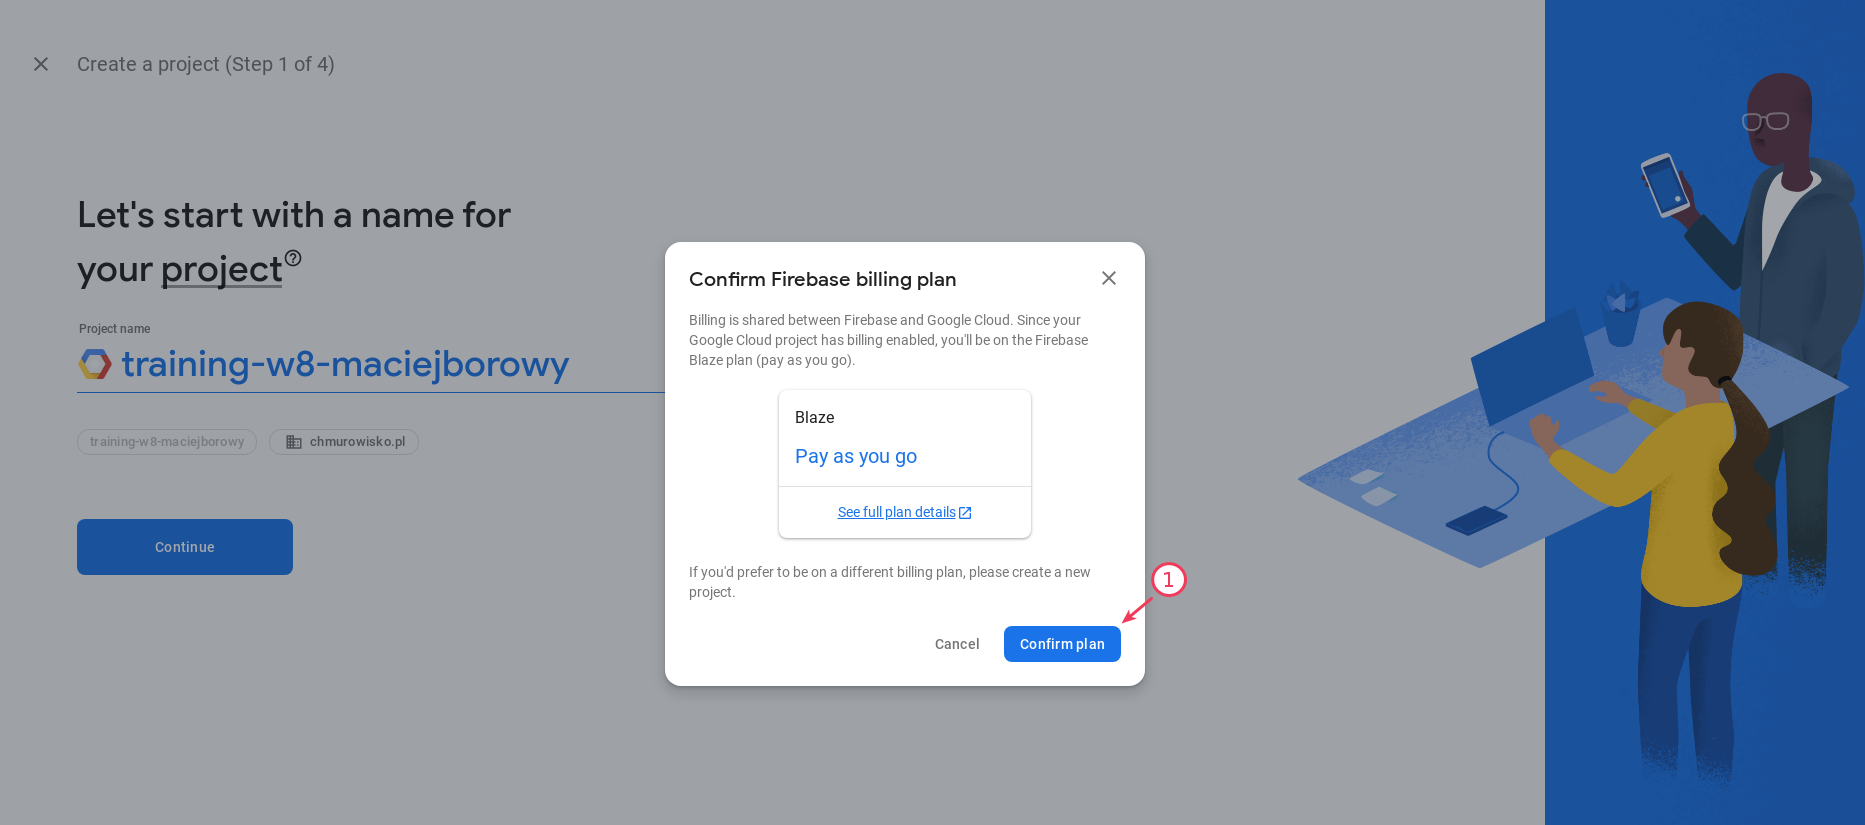 Create a project (Step 1 of 4)
Let's start with a name for
your project
Project name
training-w8-maciejborowy
training-w8-maciejborowy
chmurowisko.pl
Continue
Confirm Firebase billing plan
Billing is shared between Firebase and Google Cloud. Since your
Google Cloud project has billing enabled, you'll be on the Firebase
Blaze plan (pay as you go).
Blaze
Pay as you go
See full plan details
If you'd prefer to be on a different billing plan, please create a new
project.
1
Cancel
Confirm plan